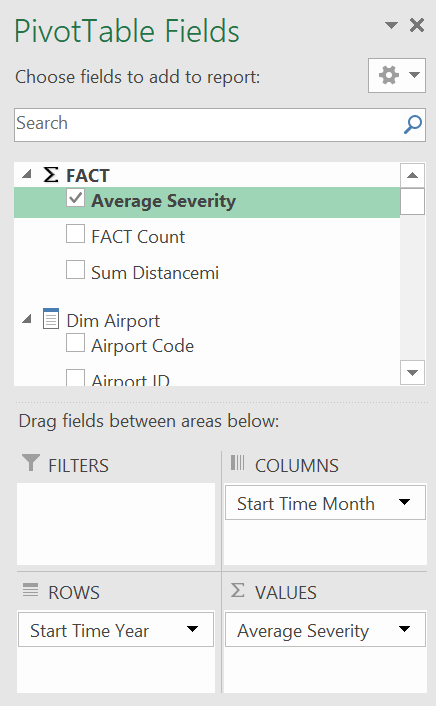 PivotTable Fields
Choose fields to add to report:
Search
Σ FACT
Average Severity
FACT Count
Sum Distancemi
Dim Airport
Airport Code
Airport ID
Drag fields between areas below:
FILTERS
COLUMNS
Start Time Month
ROWS
Start Time Year
Σ VALUES
Average Severity